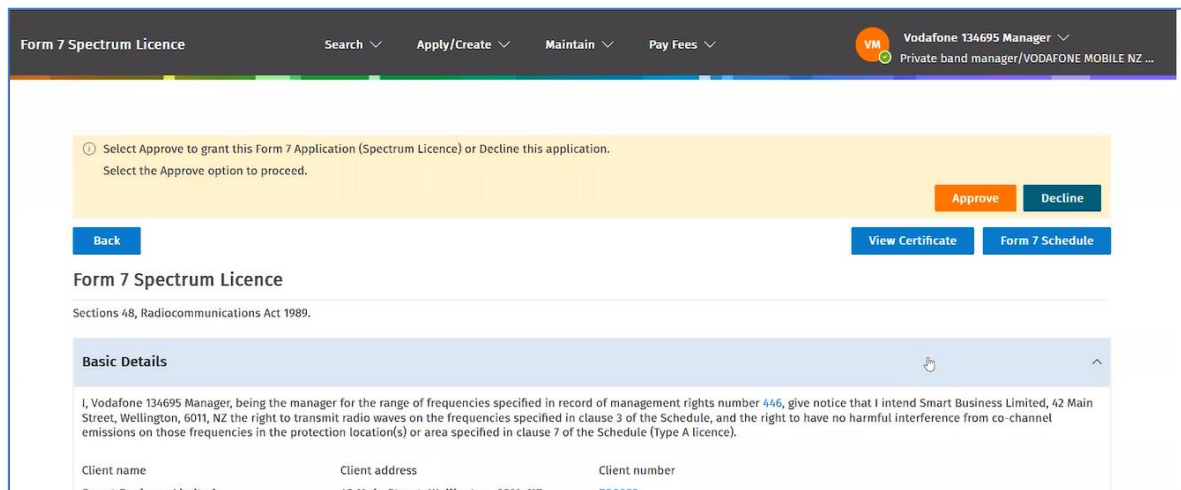 Form 7 Spectrum Licence Search Apply/Create Maintain Pay Fees VM Vodafone 134695 Manager
Private band manager/VODAFONE MOBILE NZ ...
Select Approve to grant this Form 7 Application (Spectrum Licence) or Decline this application.
Select the Approve option to proceed.
Approve Decline
Back View Certificate Form 7 Schedule
Form 7 Spectrum Licence
Sections 48, Radiocommunications Act 1989.
Basic Details
I, Vodafone 134695 Manager, being the manager for the range of frequencies specified in record of management rights number 446, give notice that I intend Smart Business Limited, 42 Main
Street, Wellington, 6011, NZ the right to transmit radio waves on the frequencies specified in clause 3 of the Schedule, and the right to have no harmful interference from co-channel
emissions on those frequencies in the protection location(s) or area specified in clause 7 of the Schedule (Type A licence).
Client name Client address Client number